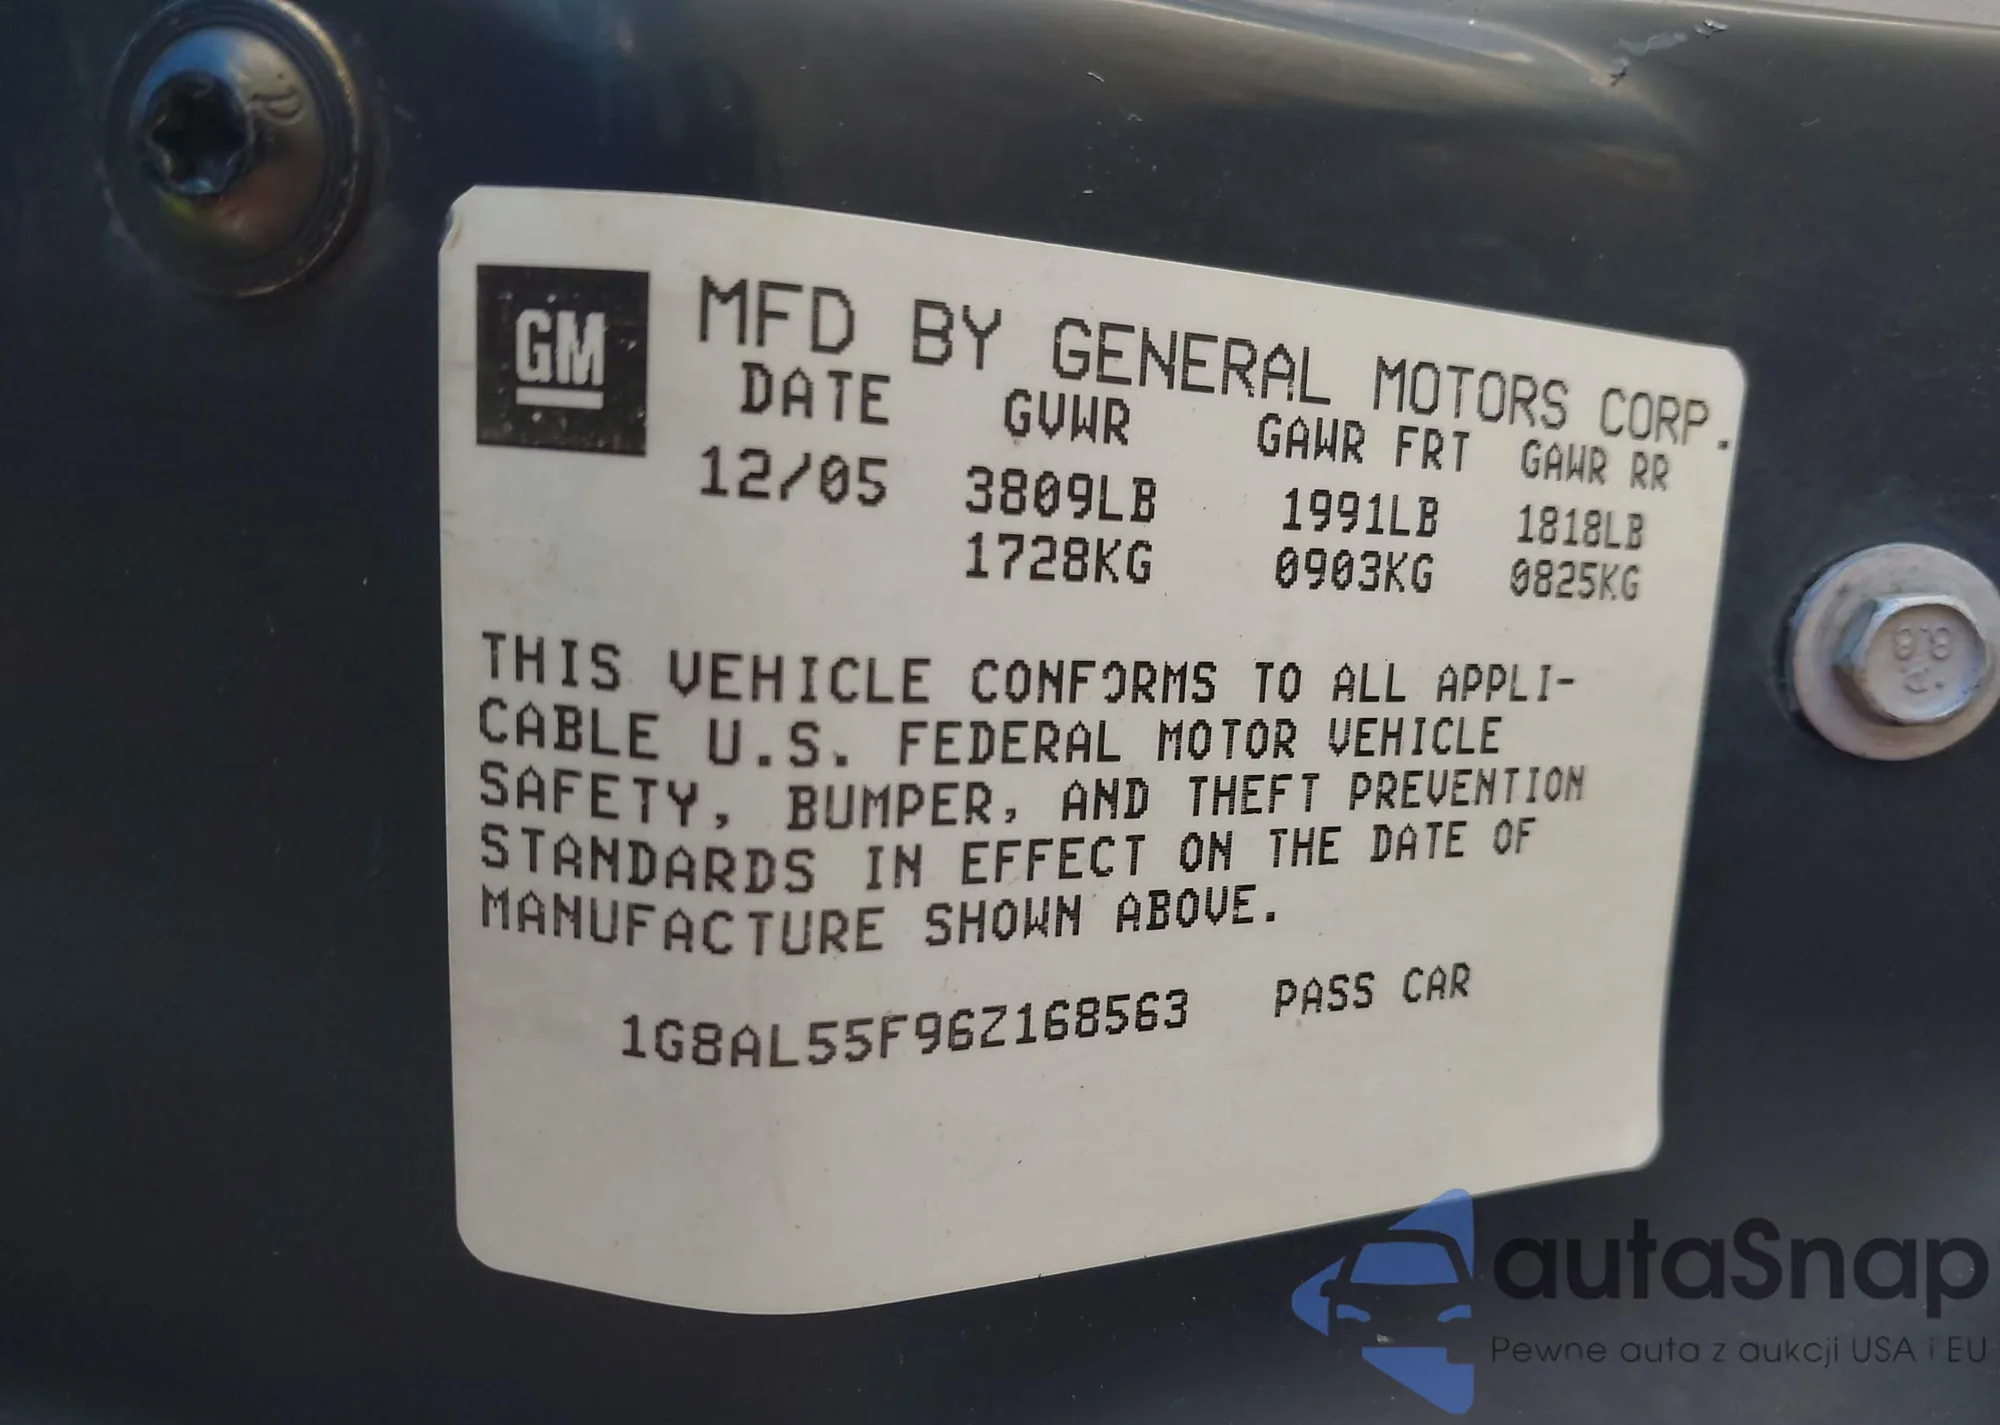 GM
MFD BY GENERAL MOTORS CORP.
DATE GVWR GAWR FRT GAWR RR
12/05 3809LB 1991LB 1818LB
1728KG 0903KG 0825KG
THIS VEHICLE CONFORMS TO ALL APPLI-
CABLE U.S. FEDERAL MOTOR VEHICLE
SAFETY, BUMPER, AND THEFT PREVENTION
STANDARDS IN EFFECT ON THE DATE OF
MANUFACTURE SHOWN ABOVE.
1G8AL55F96Z168563 PASS CAR
8.8
autaSnap
Pewne auta z aukcji USA i EU